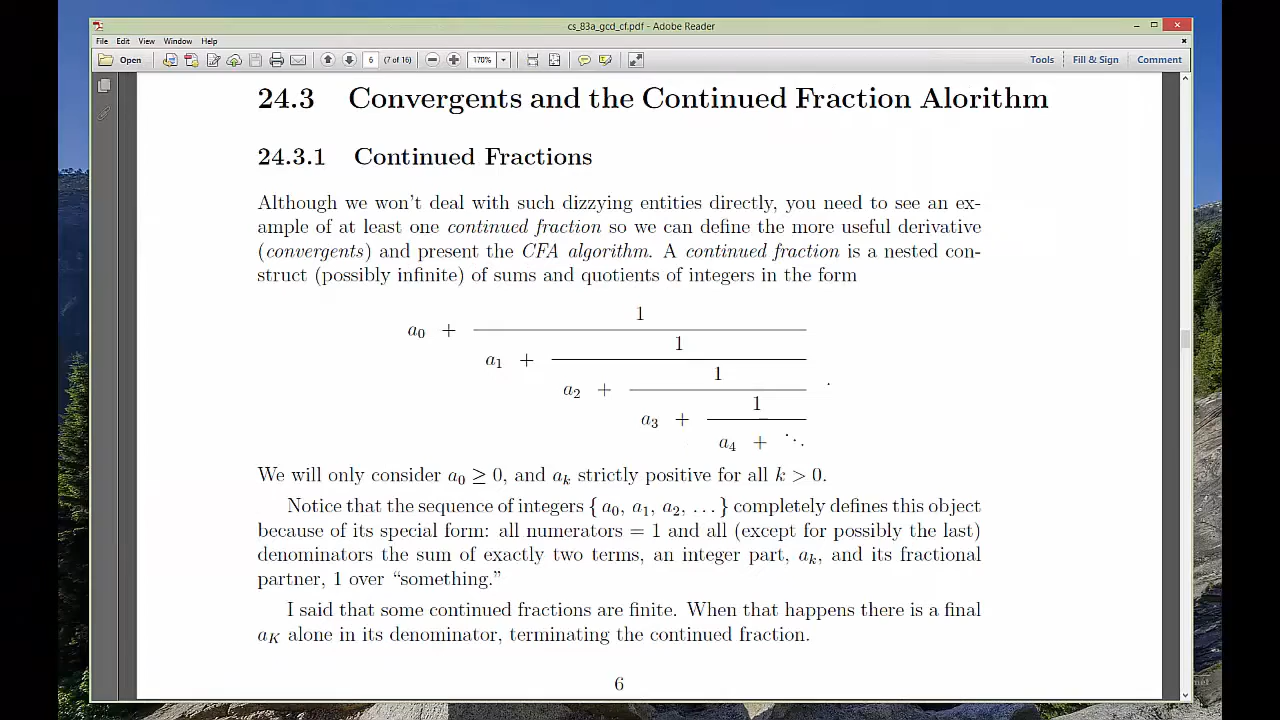 cs_83a_gcd_cf.pdf - Adobe Reader
File Edit View Window Help
Open 6 (7 of 16) 170% Tools Fill & Sign Comment
24.3 Convergents and the Continued Fraction Alorithm
24.3.1 Continued Fractions
Although we won't deal with such dizzying entities directly, you need to see an ex-
ample of at least one continued fraction so we can define the more useful derivative
(convergents) and present the CFA algorithm. A continued fraction is a nested con-
struct (possibly infinite) of sums and quotients of integers in the form
1
a₀ +
1
a₁ +
1
a₂ + .
1
a₃ +
a₄ + ⋱.
We will only consider a₀ ≥ 0, and aₖ strictly positive for all k > 0.
Notice that the sequence of integers { a₀, a₁, a₂, ... } completely defines this object
because of its special form: all numerators = 1 and all (except for possibly the last)
denominators the sum of exactly two terms, an integer part, aₖ, and its fractional
partner, 1 over “something.”
I said that some continued fractions are finite. When that happens there is a final
a_K alone in its denominator, terminating the continued fraction.
6